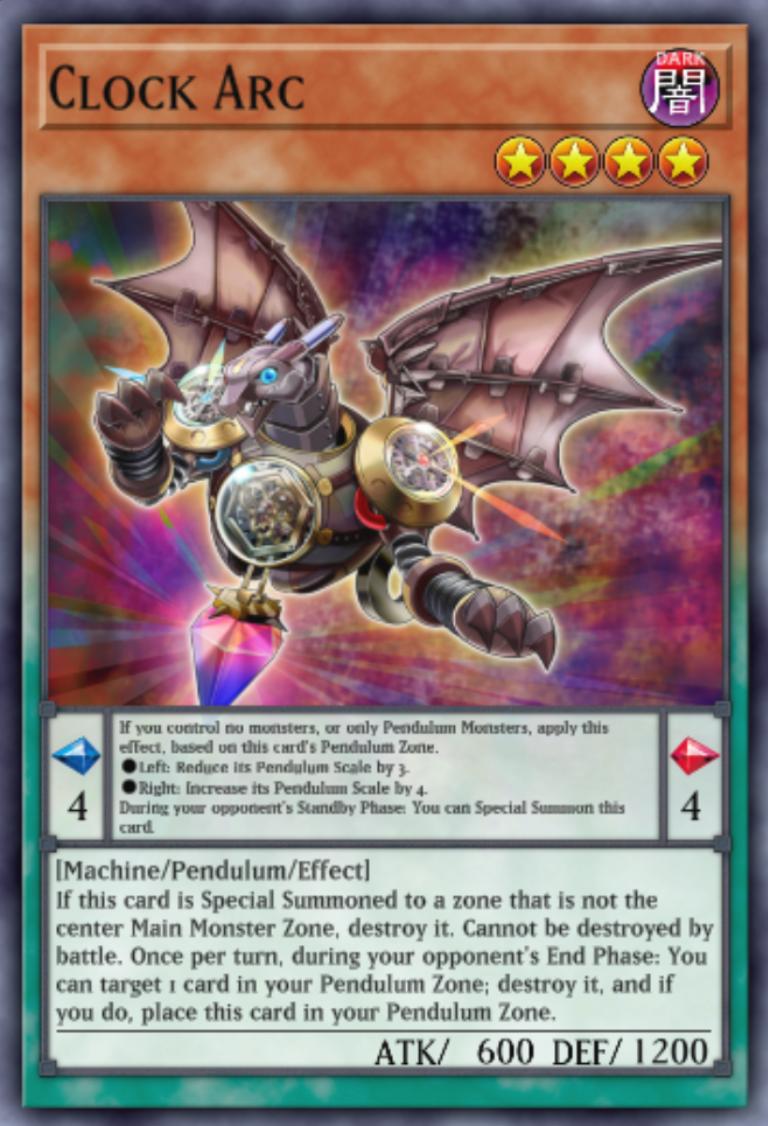 Clock Arc
DARK
闇
If you control no monsters, or only Pendulum Monsters, apply this
effect, based on this card's Pendulum Zone.
●Left: Reduce its Pendulum Scale by 3.
●Right: Increase its Pendulum Scale by 4.
During your opponent's Standby Phase: You can Special Summon this
card.
4
4
[Machine/Pendulum/Effect]
If this card is Special Summoned to a zone that is not the
center Main Monster Zone, destroy it. Cannot be destroyed by
battle. Once per turn, during your opponent's End Phase: You
can target 1 card in your Pendulum Zone; destroy it, and if
you do, place this card in your Pendulum Zone.
ATK/ 600 DEF/ 1200